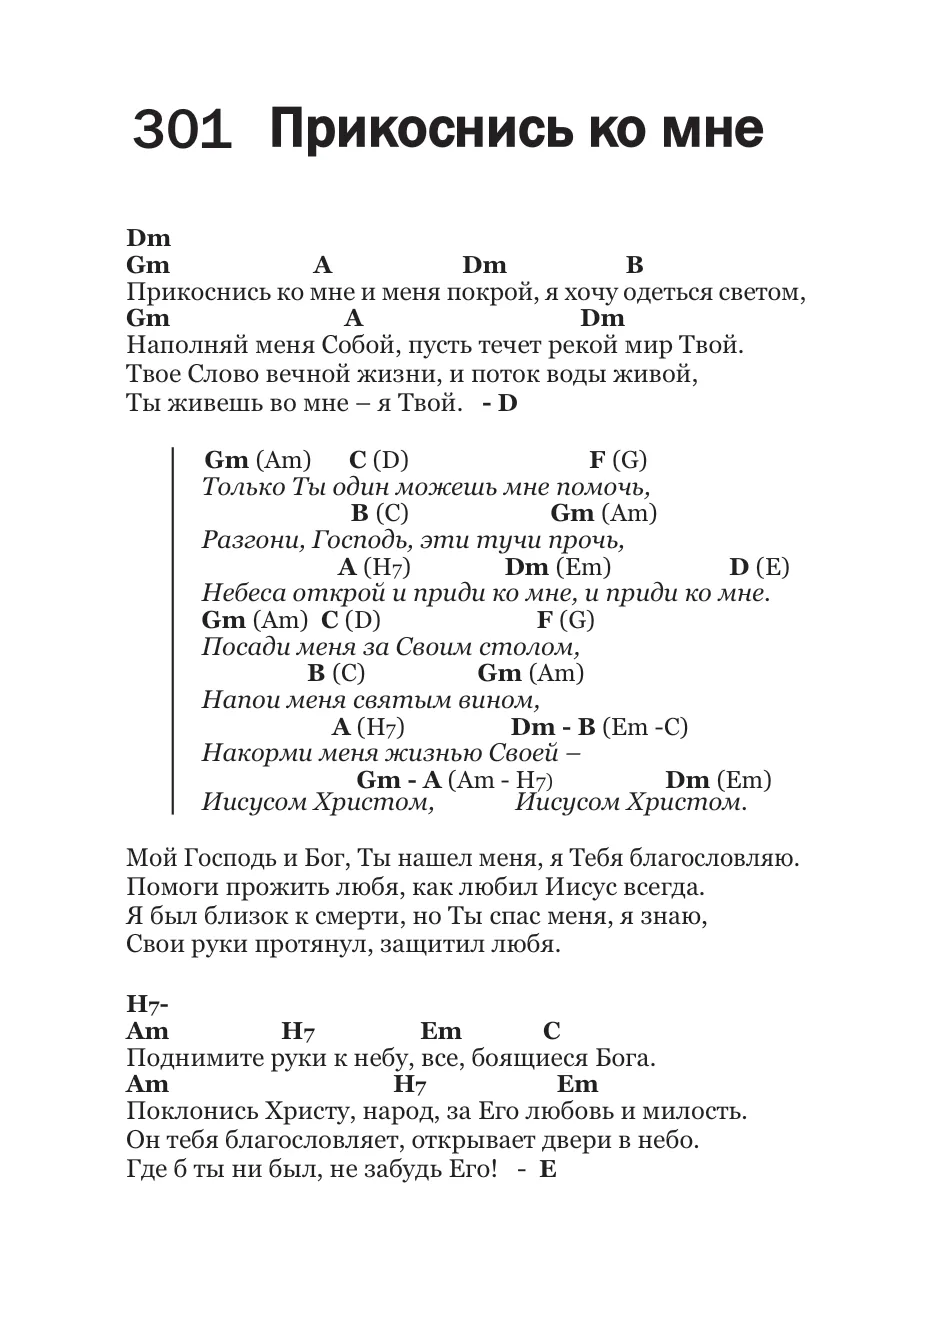 301 Прикоснись ко мне
Dm
Gm A Dm B
Прикоснись ко мне и меня покрой, я хочу одеться светом,
Gm A Dm
Наполняй меня Собой, пусть течет рекой мир Твой.
Твое Слово вечной жизни, и поток воды живой,
Ты живешь во мне – я Твой. - D
Gm (Am) C (D) F (G)
Только Ты один можешь мне помочь,
B (C) Gm (Am)
Разгони, Господь, эти тучи прочь,
A (H7) Dm (Em) D (E)
Небеса открой и приди ко мне, и приди ко мне.
Gm (Am) C (D) F (G)
Посади меня за Своим столом,
B (C) Gm (Am)
Напои меня святым вином,
A (H7) Dm - B (Em -C)
Накорми меня жизнью Своей –
Gm - A (Am - H7) Dm (Em)
Иисусом Христом, Иисусом Христом.
Мой Господь и Бог, Ты нашел меня, я Тебя благословляю.
Помоги прожить любя, как любил Иисус всегда.
Я был близок к смерти, но Ты спас меня, я знаю,
Свои руки протянул, защитил любя.
H7-
Am H7 Em C
Поднимите руки к небу, все, боящиеся Бога.
Am H7 Em
Поклонись Христу, народ, за Его любовь и милость.
Он тебя благословляет, открывает двери в небо.
Где б ты ни был, не забудь Его! - E